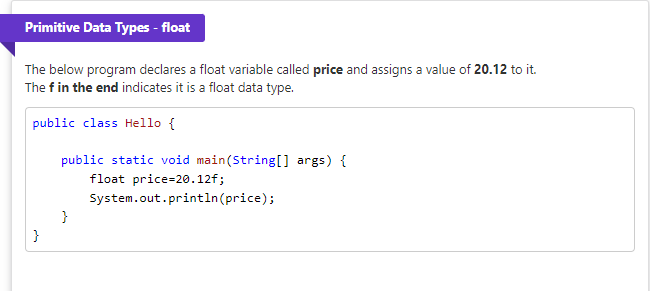 Primitive Data Types - float
The below program declares a float variable called price and assigns a value of 20.12 to it.
The f in the end indicates it is a float data type.
public class Hello {
    public static void main(String[] args) {
        float price=20.12f;
        System.out.println(price);
    }
}